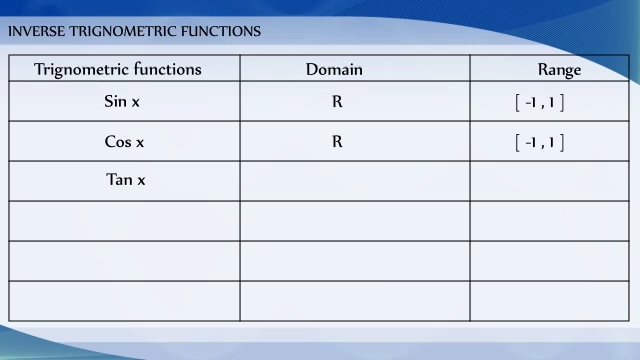 INVERSE TRIGNOMETRIC FUNCTIONS
Trignometric functions Domain Range
Sin x R [ -1 , 1 ]
Cos x R [ -1 , 1 ]
Tan x